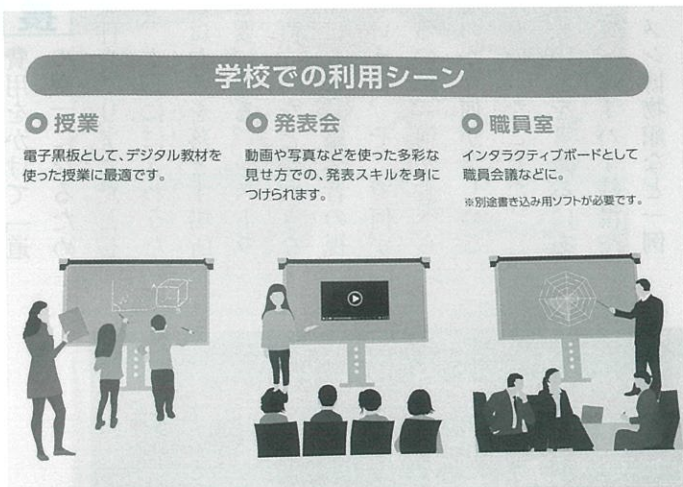 学校での利用シーン
授業
電子黒板として、デジタル教材を
使った授業に最適です。
発表会
動画や写真などを使った多彩な
見せ方での、発表スキルを身に
つけられます。
職員室
インタラクティブボードとして
職員会議などに。
※別途書き込み用ソフトが必要です。